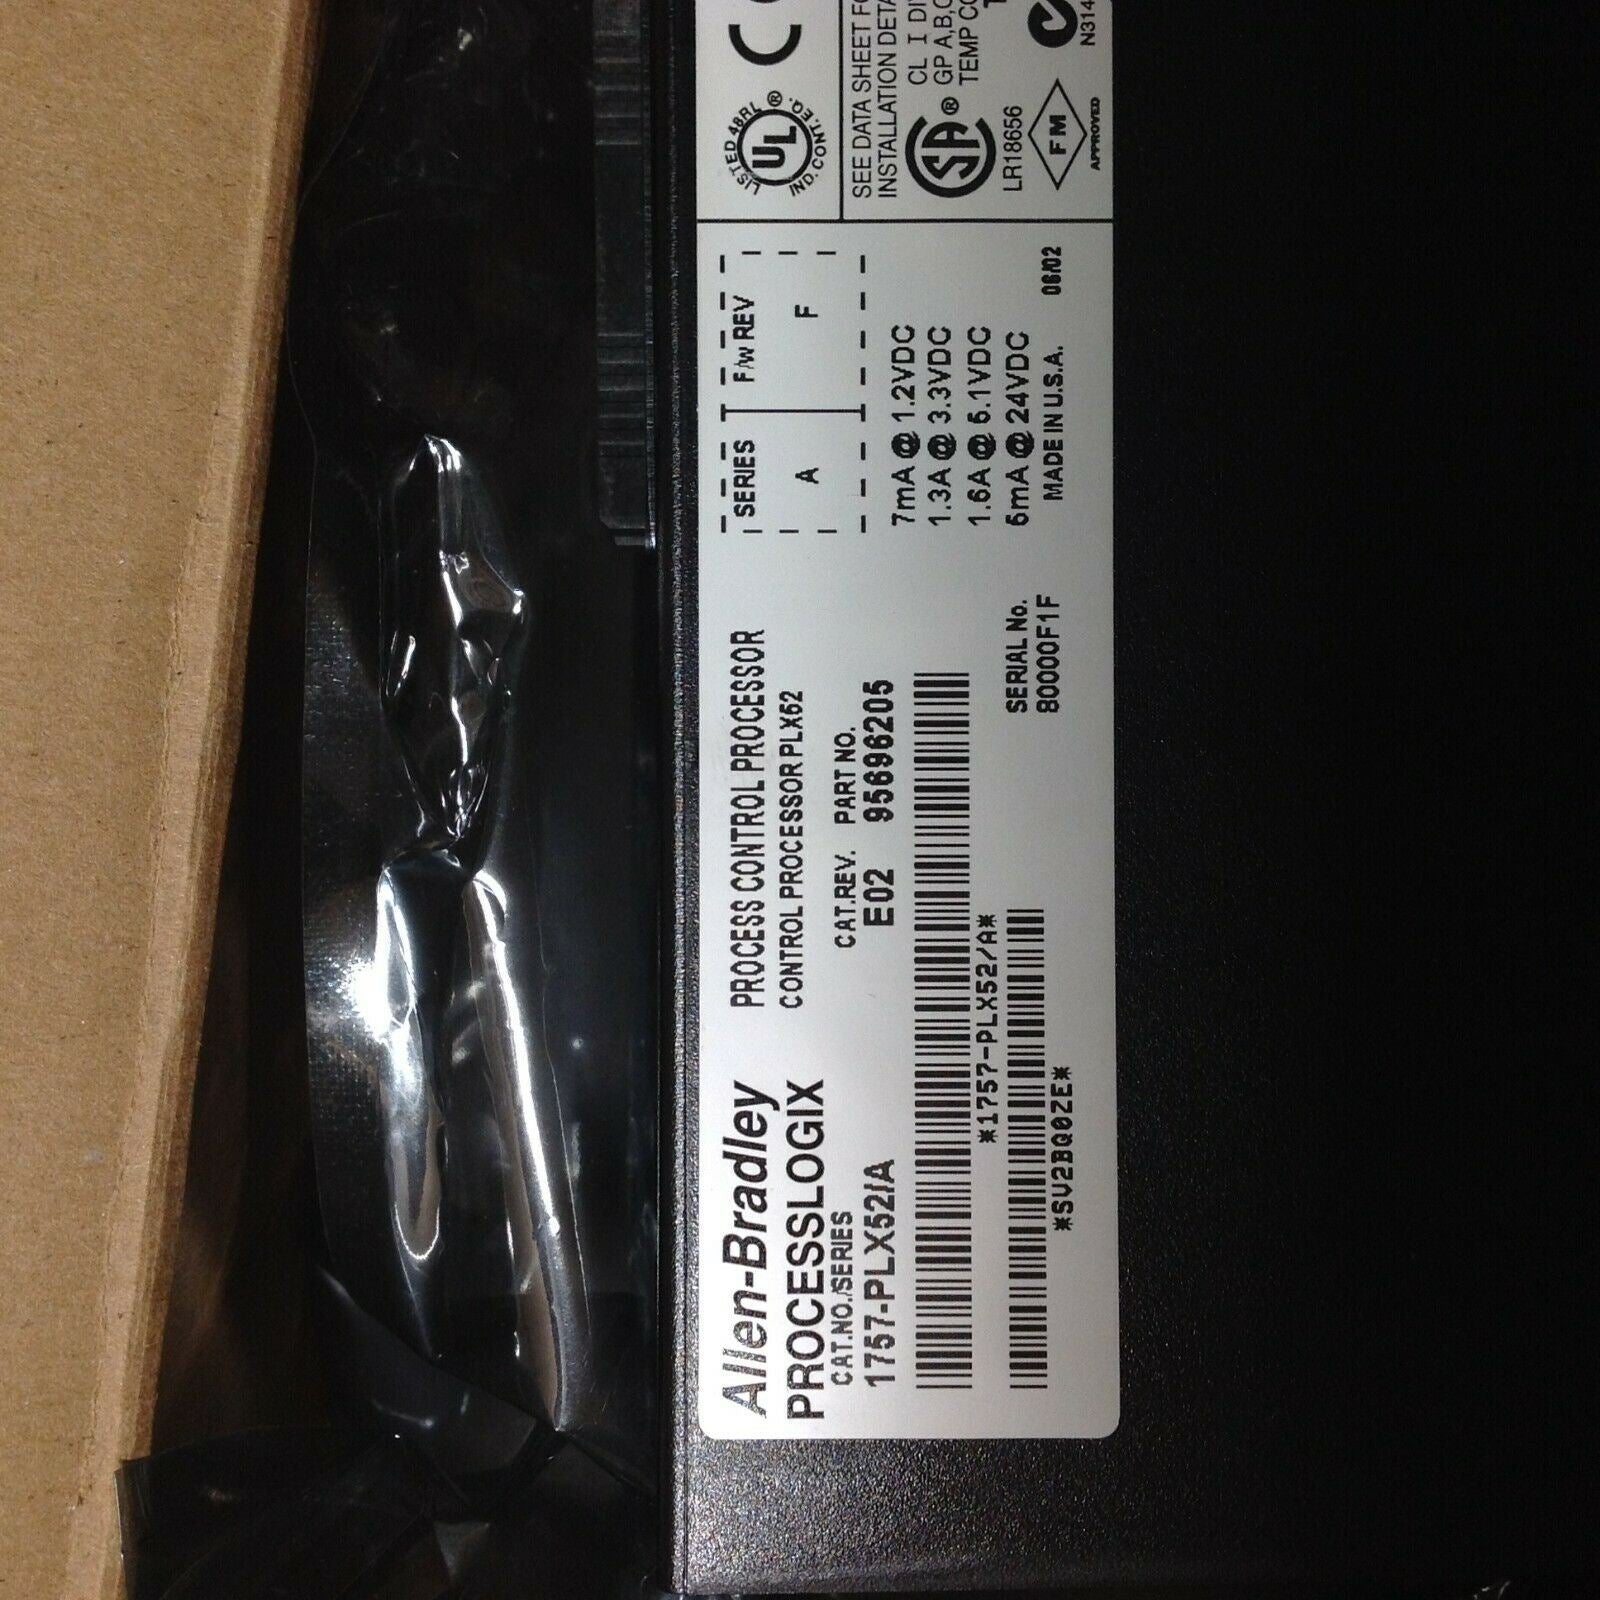 Allen-Bradley
PROCESSLOGIX
CAT.NO./SERIES
1757-PLX52/A
PROCESS CONTROL PROCESSOR
CONTROL PROCESSOR PLX52
CAT.REV. PART NO.
E02 95696205
*1757-PLX52/A*
*SV2BQ0ZE*
SERIAL No.
80000F1F
SERIES F/W REV
A F
7mA @ 1.2VDC
1.3A @ 3.3VDC
1.6A @ 5.1VDC
6mA @ 24VDC
MADE IN U.S.A. 06/02
LISTED 48RL
UL ®
IND. CONT. EQ.
SEE DATA SHEET FO
INSTALLATION DETA
SA ®
CL I DI
GP A,B,C
TEMP CO
LR18656
FM
APPROVED
N314